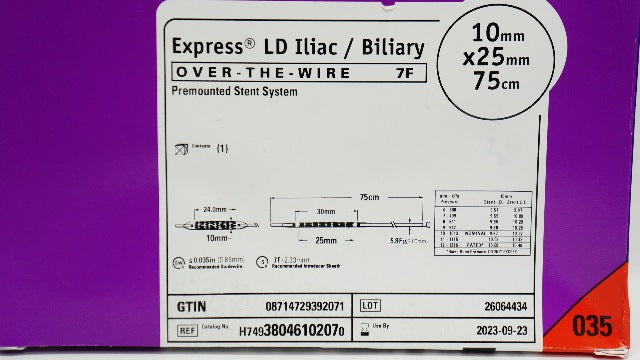 Express® LD Iliac / Biliary
OVER-THE-WIRE 7F
Premounted Stent System
10mm
x25mm
75cm
Contents (1)
24.0mm
10mm
75cm
30mm
25mm
5.8F
≤ 0.035in (0.89mm)
Recommended Guidewire
7F (2.33mm)
Recommended Introducer Sheath
GTIN 08714729392071 LOT 26064434
REF Catalog No. H74938046102070 Use By 2023-09-23
035